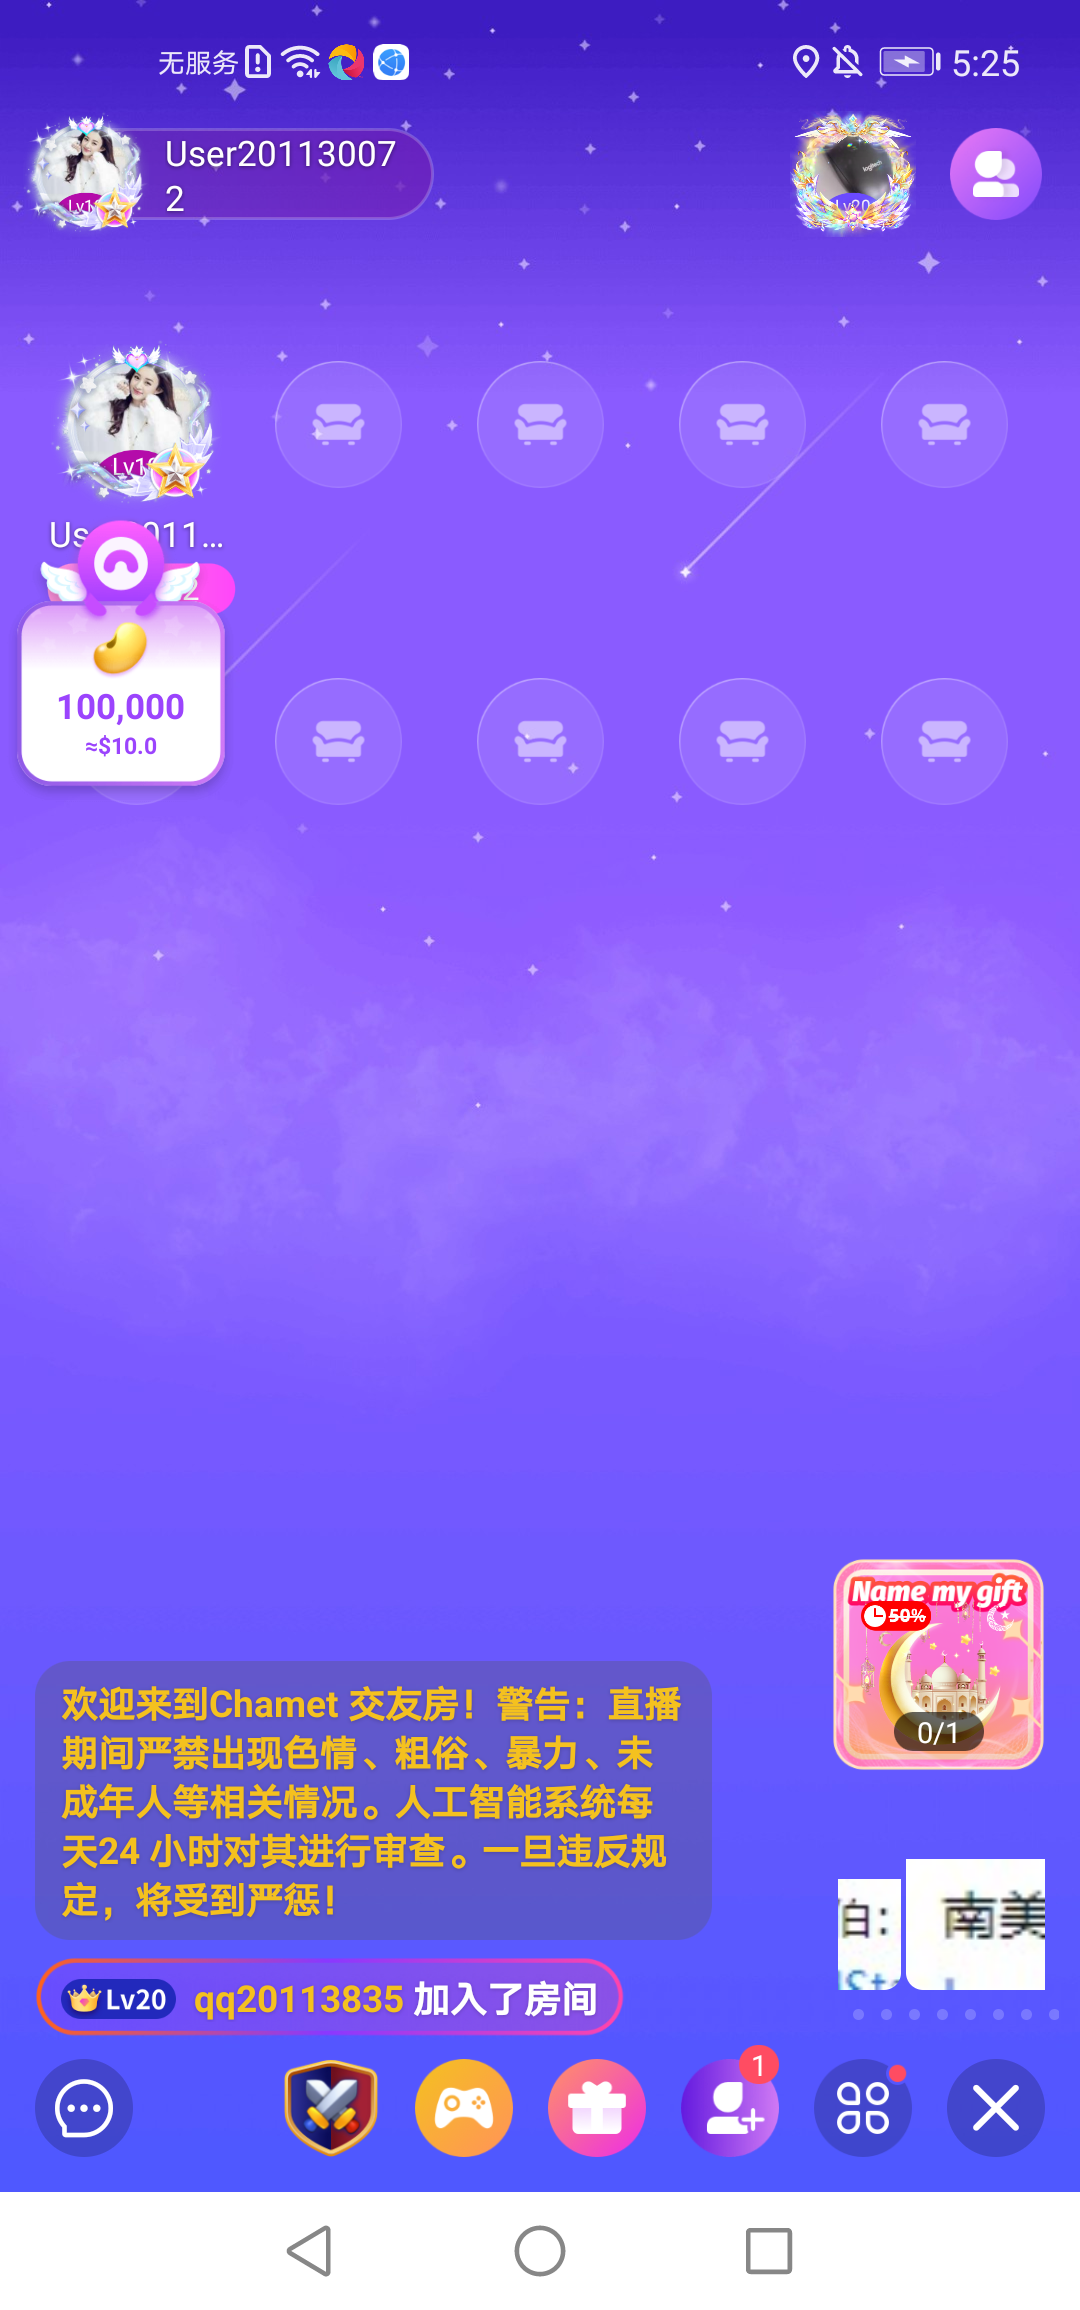 无服务
5:25
User20113007
2
Lv20
Us 011...
2
100,000
≈$10.0
Name my gift
50%
0/1
欢迎来到Chamet 交友房！警告：直播
期间严禁出现色情、粗俗、暴力、未
成年人等相关情况。人工智能系统每
天24 小时对其进行审查。一旦违反规
定，将受到严惩！
伯：
南美
Lv20 qq20113835 加入了房间
1